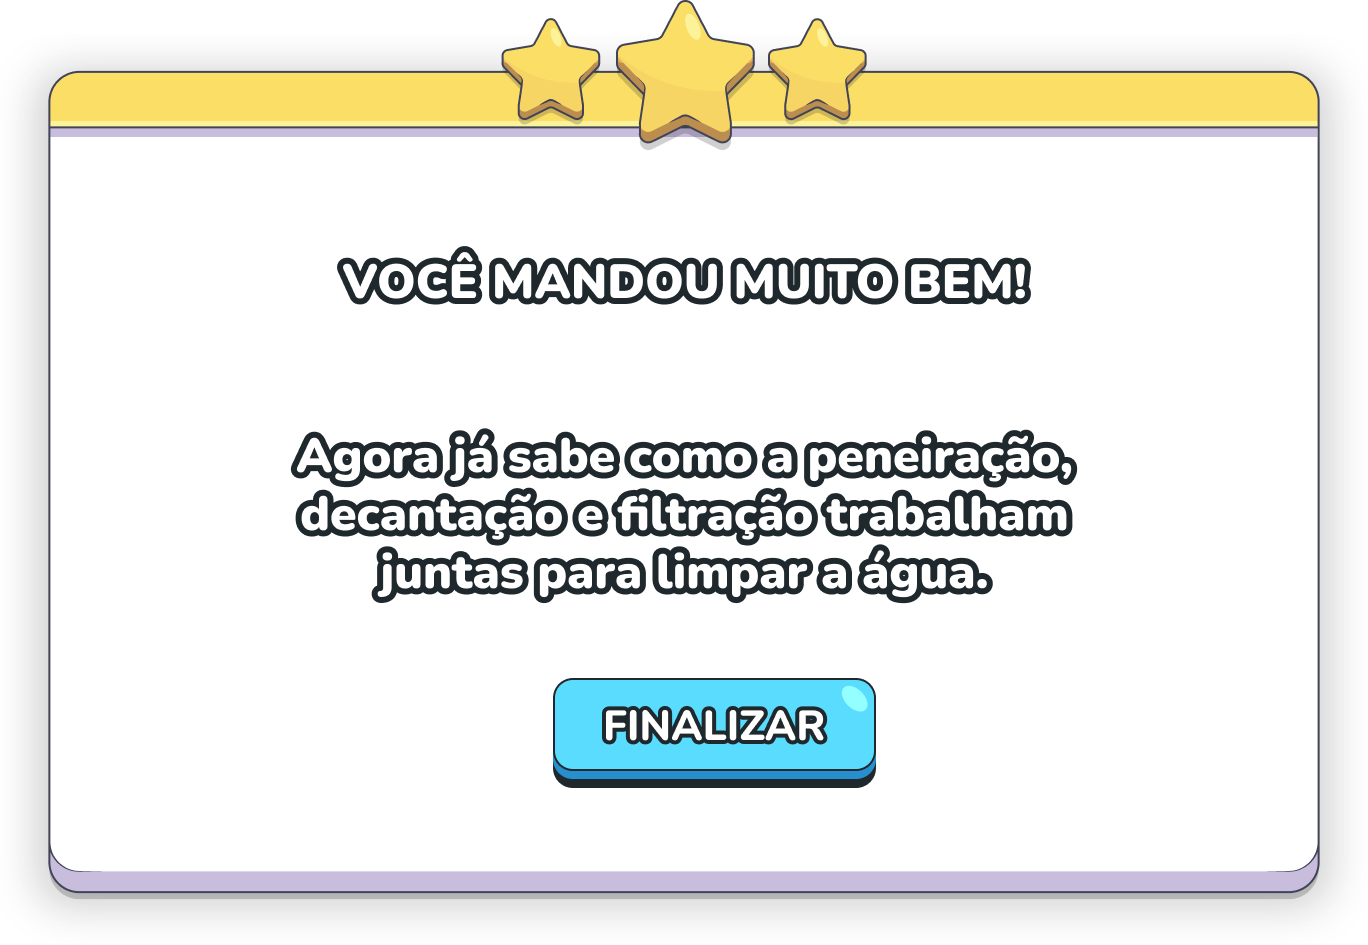 VOCÊ MANDOU MUITO BEM!
Agora já sabe como a peneiração,
decantação e filtração trabalham
juntas para limpar a água.
FINALIZAR